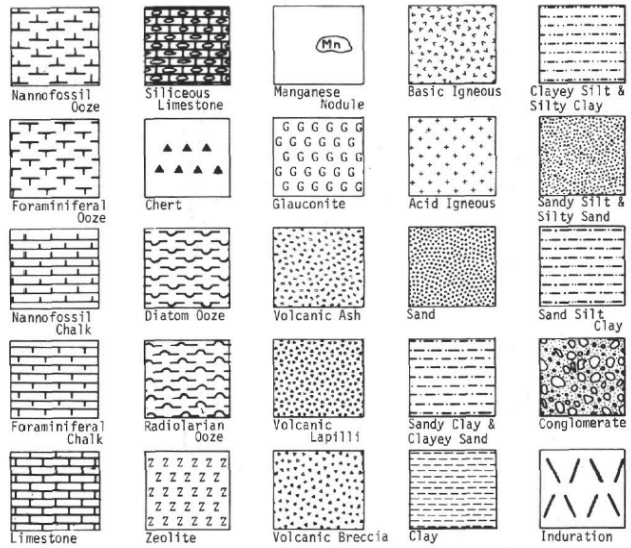 Mn
Nannofossil
Ooze
Siliceous
Limestone
Manganese
Nodule
Basic Igneous
Clayey Silt &
Silty Clay
G G G G G G
G G G G G
G G G G G
G G G G G
G G G G G G
Foraminiferal
Ooze
Chert
Glauconite
Acid Igneous
Sandy Silt &
Silty Sand
Nannofossil
Chalk
Diatom Ooze
Volcanic Ash
Sand
Sand Silt
Clay
Foraminiferal
Chalk
Radiolarian
Ooze
Volcanic
Lapilli
Sandy Clay &
Clayey Sand
Conglomerate
Z Z Z Z Z Z
Z Z Z Z Z
Z Z Z Z Z
Z Z Z Z Z
Z Z Z Z Z Z
Limestone
Zeolite
Volcanic Breccia
Clay
Induration